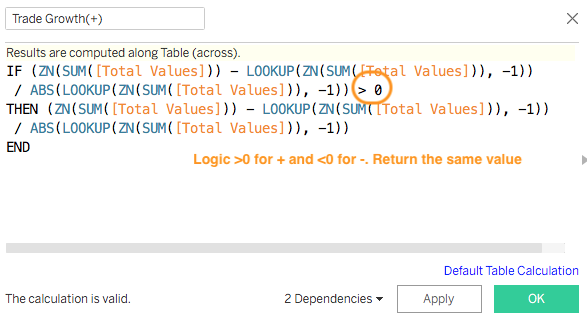 Trade Growth(+)
Results are computed along Table (across).
IF (ZN(SUM([Total Values])) – LOOKUP(ZN(SUM([Total Values])), -1))
/ ABS(LOOKUP(ZN(SUM([Total Values])), -1)) > 0
THEN (ZN(SUM([Total Values])) – LOOKUP(ZN(SUM([Total Values])), -1))
/ ABS(LOOKUP(ZN(SUM([Total Values])), -1))
END
Logic >0 for + and <0 for -. Return the same value
Default Table Calculation
The calculation is valid.
2 Dependencies
Apply
OK